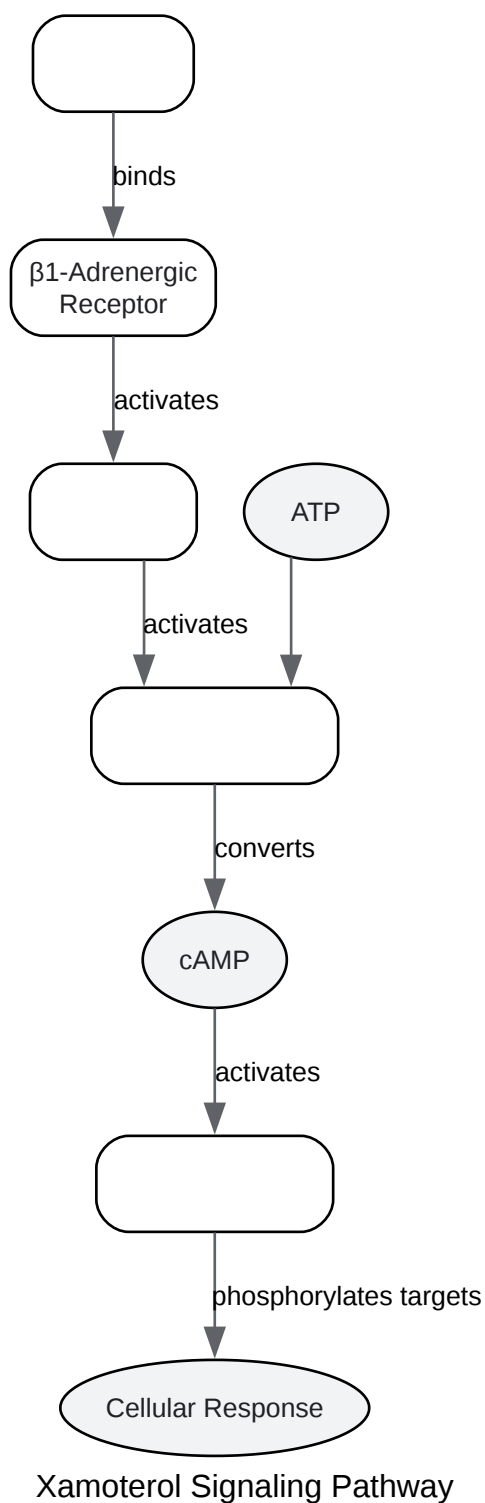 binds
β1-Adrenergic
Receptor
activates
ATP
activates
converts
cAMP
activates
phosphorylates targets
Cellular Response
Xamoterol Signaling Pathway